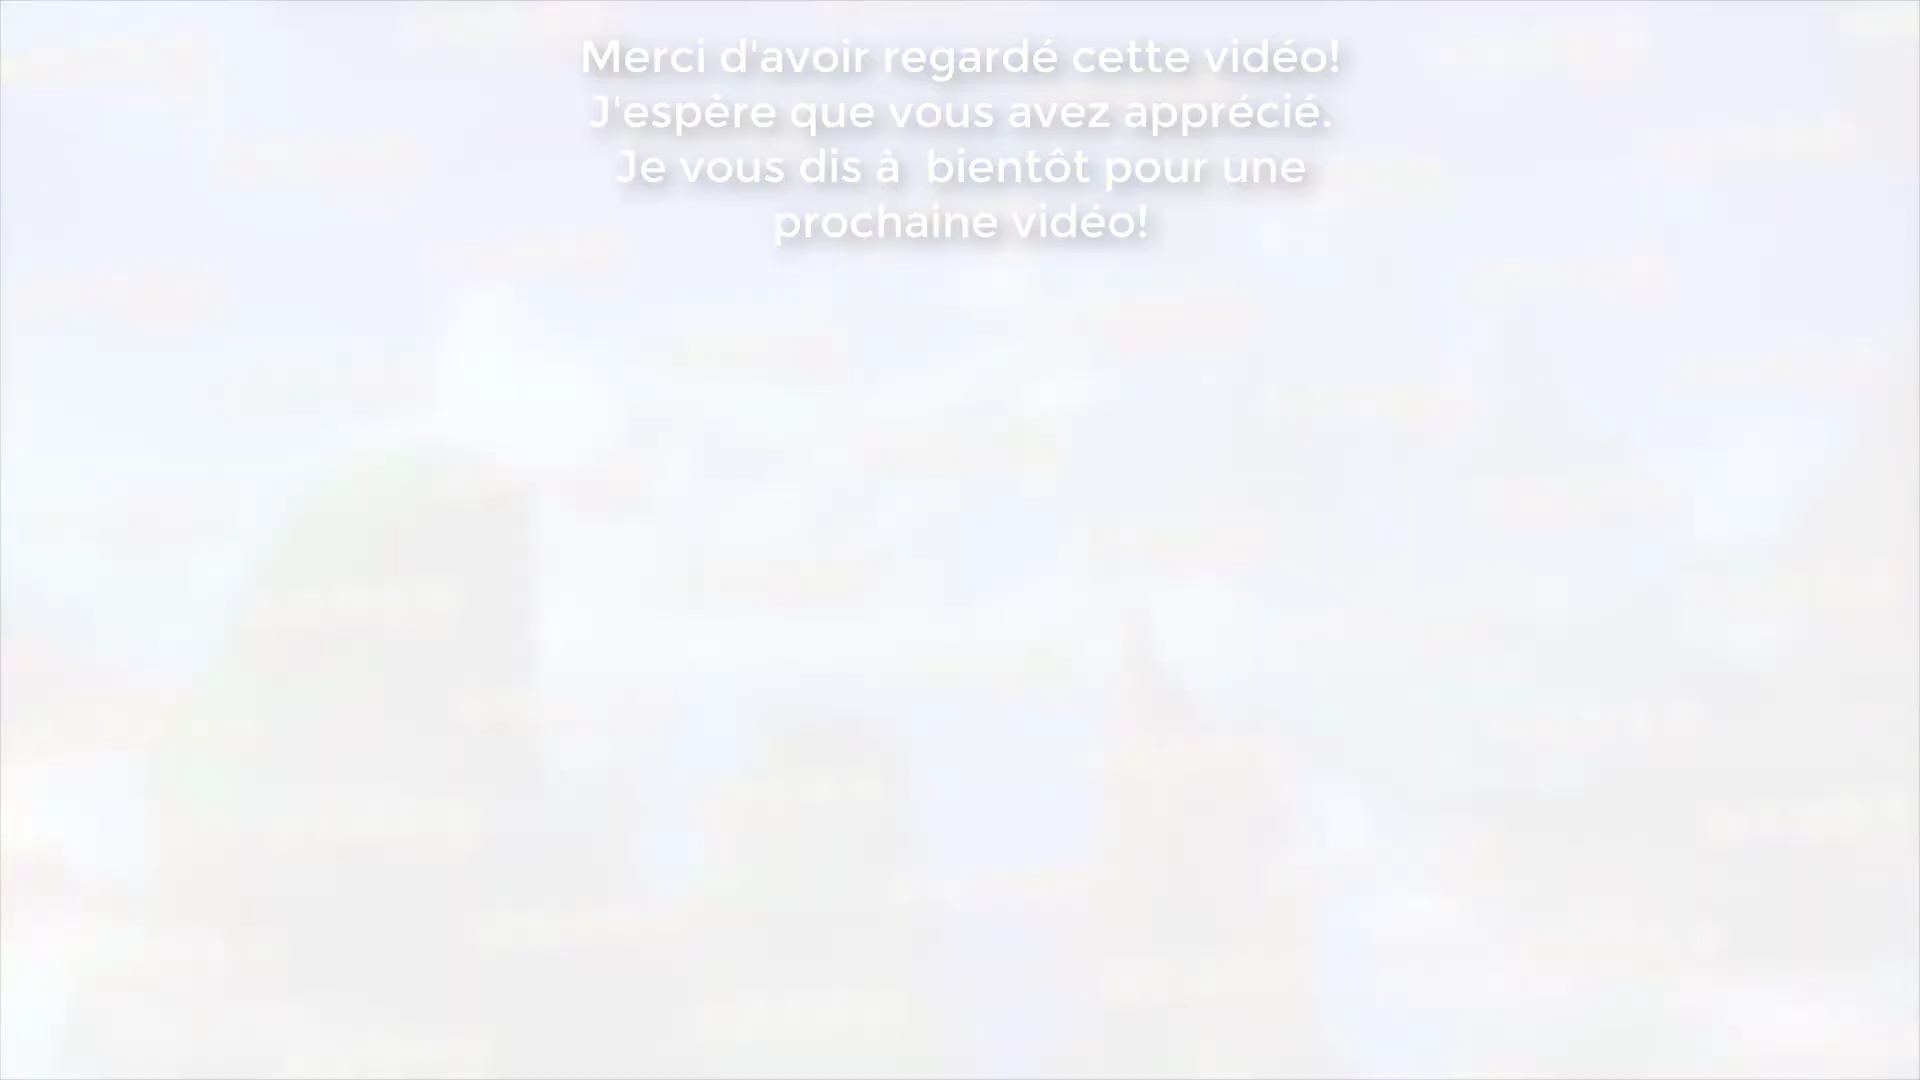 Merci d'avoir regardé cette vidéo!
J'espère que vous avez apprécié.
Je vous dis à  bientôt pour une
prochaine vidéo!